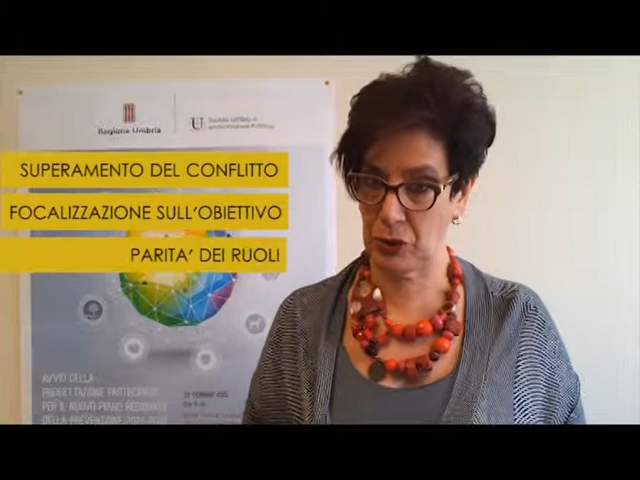 Regione Umbria
SUPERAMENTO DEL CONFLITTO
FOCALIZZAZIONE SULL'OBIETTIVO
PARITA' DEI RUOLI
AVVIO DELLA
PROGETTAZIONE PARTECIPATA
PER IL NUOVO PIANO REGIONALE
DELLA PREVENZIONE